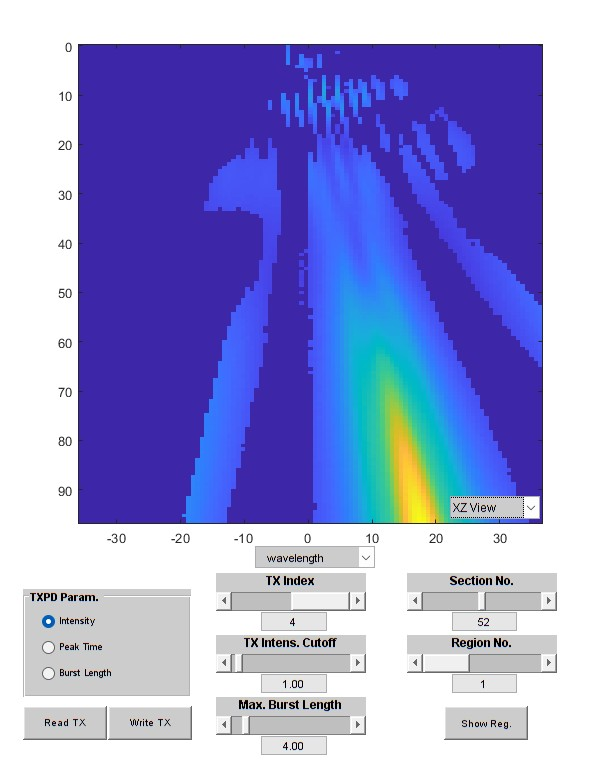 0
10
20
30
40
50
60
70
80
90
XZ View
-30 -20 -10 0 10 20 30
wavelength
TX Index
Section No.
TXPD Param.
4
52
Intensity
TX Intens. Cutoff
Region No.
Peak Time
1.00
1
Burst Length
Max. Burst Length
Read TX
Write TX
Show Reg.
4.00